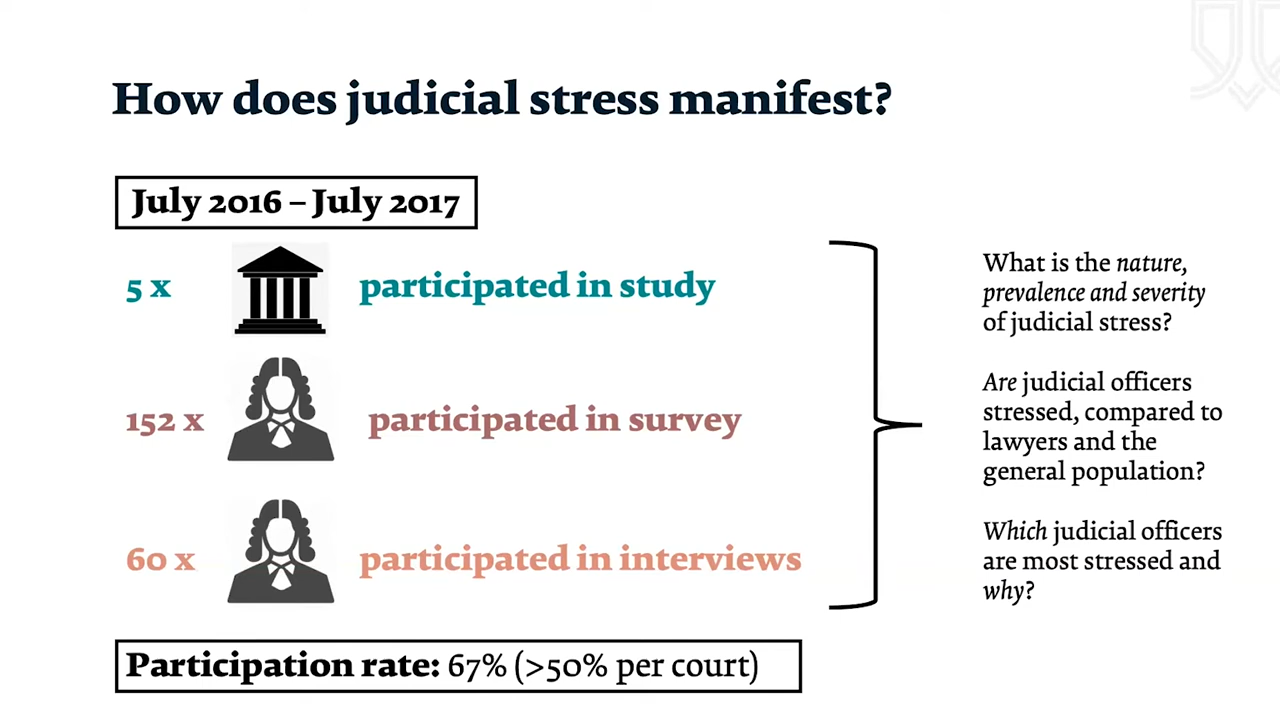 How does judicial stress manifest?
July 2016 – July 2017
5 x participated in study
152 x participated in survey
60 x participated in interviews
Participation rate: 67% (>50% per court)
What is the nature,
prevalence and severity
of judicial stress?
Are judicial officers
stressed, compared to
lawyers and the
general population?
Which judicial officers
are most stressed and
why?